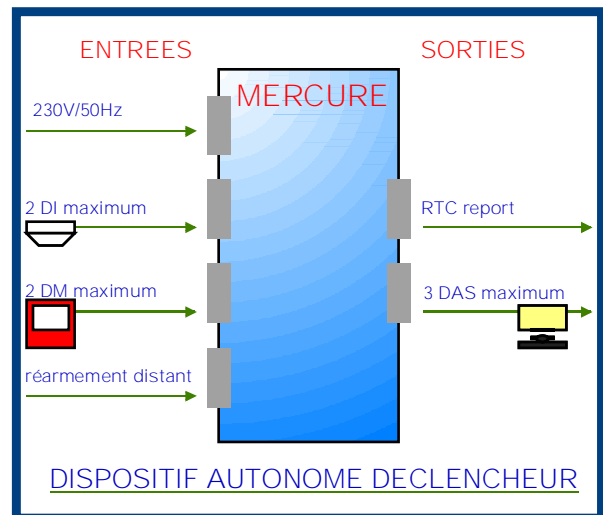 ENTREES
SORTIES
MERCURE
230V/50Hz
2 DI maximum
RTC report
2 DM maximum
3 DAS maximum
réarmement distant
DISPOSITIF AUTONOME DECLENCHEUR